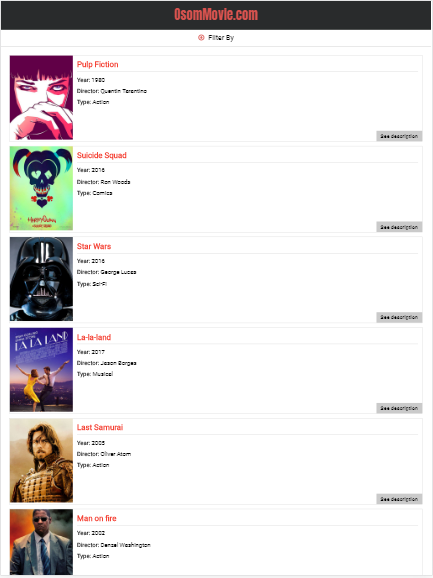 OsomMovie.com
Filter By
Pulp Fiction
Year: 1980
Director: Quentin Tarantino
Type: Action
See description
Suicide Squad
Year: 2016
Director: Ron Woods
Type: Comics
See description
Star Wars
Year: 2016
Director: George Lucas
Type: Sci-Fi
See description
LA LA LAND
La-la-land
Year: 2017
Director: Jason Borges
Type: Musical
See description
Last Samurai
Year: 2005
Director: Oliver Atom
Type: Action
See description
Man on fire
Year: 2002
Director: Denzel Washington
Type: Action